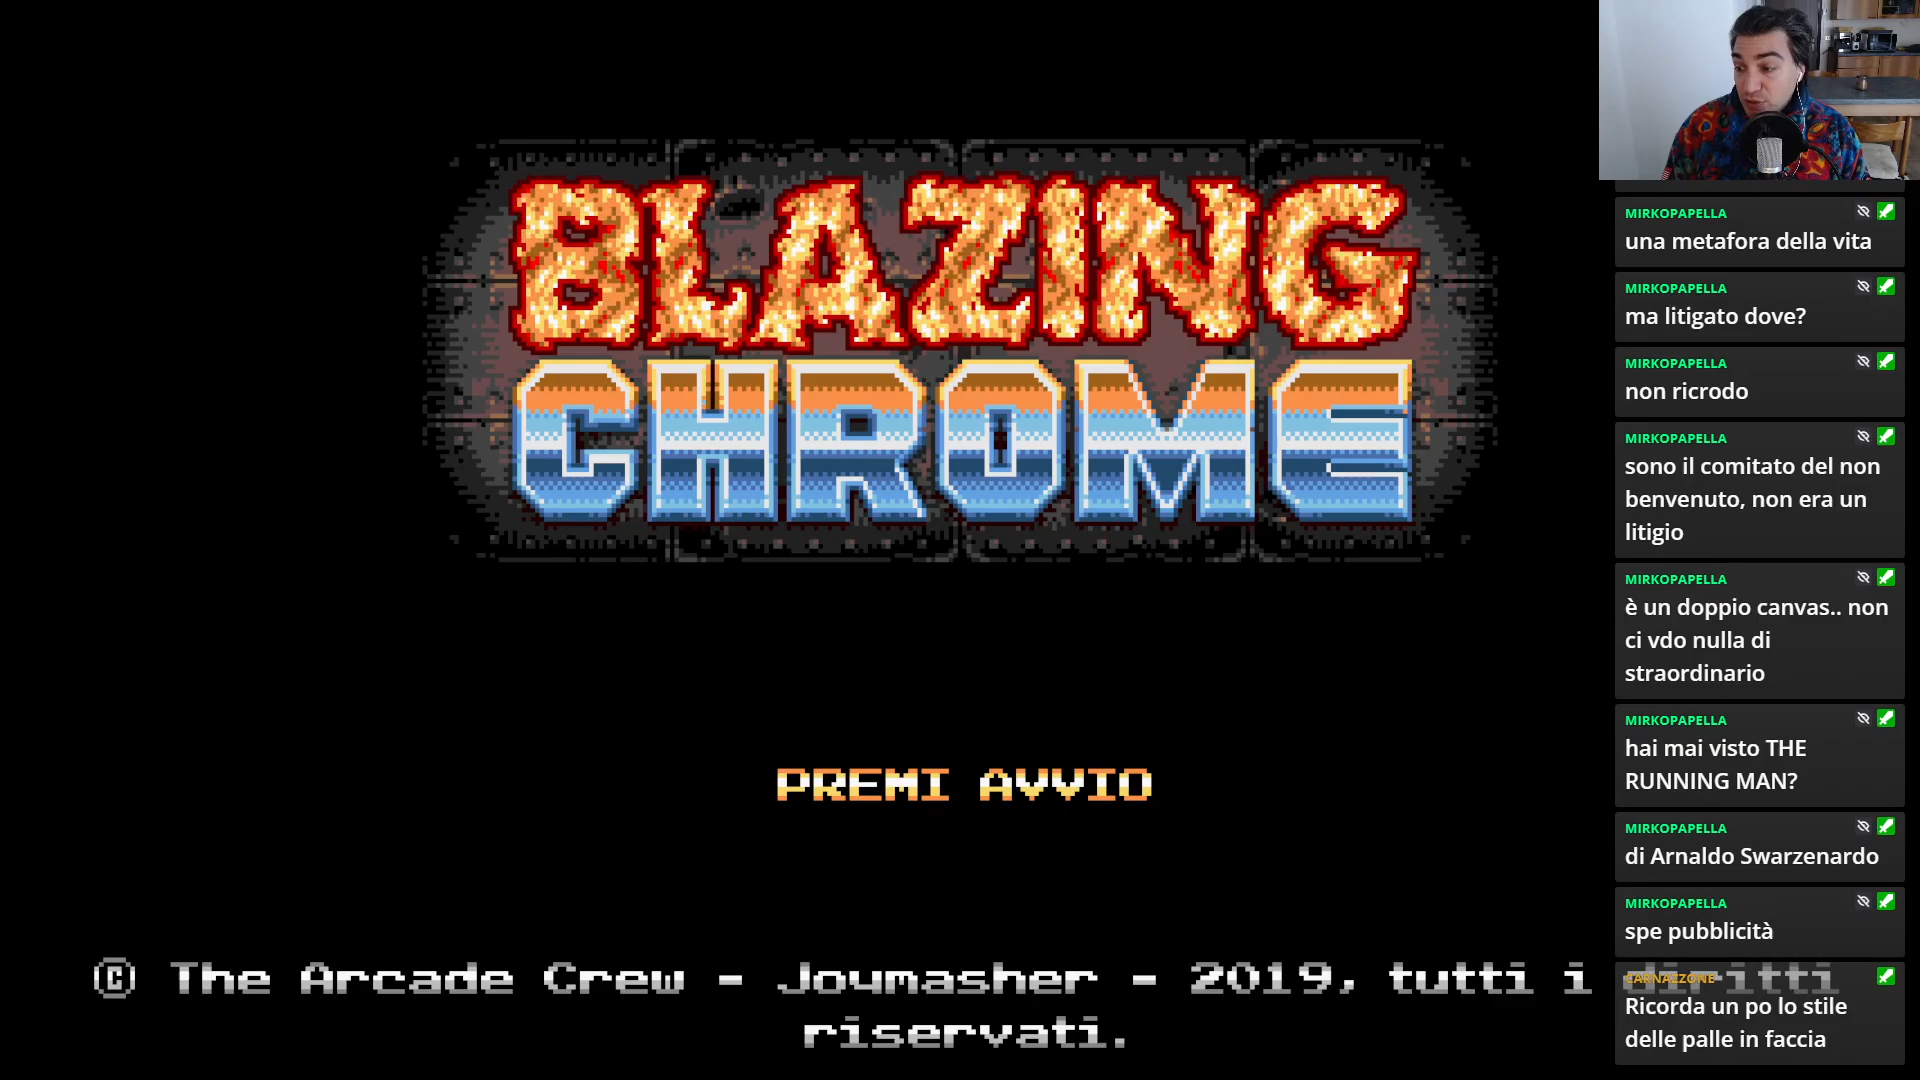 BLAZING
CHROME
PREMI AVVIO
© The Arcade Crew - Joymasher - 2019, tutti i diritti
riservati.
MIRKOPAPELLA
una metafora della vita
MIRKOPAPELLA
ma litigato dove?
MIRKOPAPELLA
non ricrodo
MIRKOPAPELLA
sono il comitato del non
benvenuto, non era un
litigio
MIRKOPAPELLA
è un doppio canvas.. non
ci vdo nulla di
straordinario
MIRKOPAPELLA
hai mai visto THE
RUNNING MAN?
MIRKOPAPELLA
di Arnaldo Swarzenardo
MIRKOPAPELLA
spe pubblicità
CARNAZZONE
Ricorda un po lo stile
delle palle in faccia